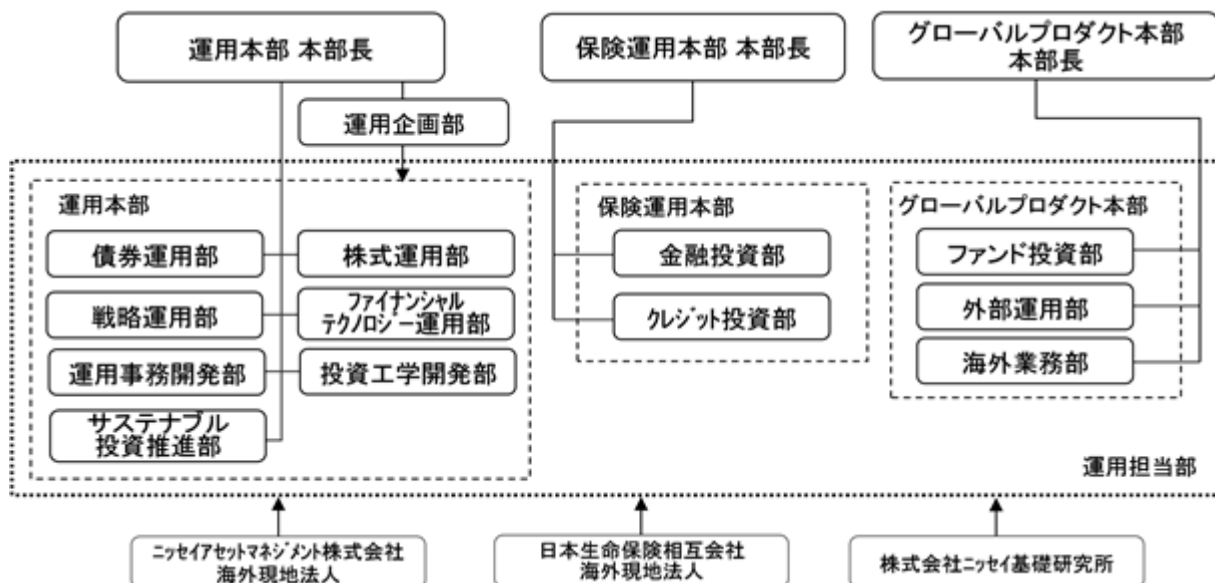 運用本部 本部長
保険運用本部 本部長
グローバルプロダクト本部
本部長
運用企画部
運用本部
債券運用部
株式運用部
戦略運用部
ファイナンシャル
テクノロジー運用部
運用事務開発部
投資工学開発部
サステナブル
投資推進部
保険運用本部
金融投資部
クレジット投資部
グローバルプロダクト本部
ファンド投資部
外部運用部
海外業務部
運用担当部
ニッセイアセットマネジメント株式会社
海外現地法人
日本生命保険相互会社
海外現地法人
株式会社ニッセイ基礎研究所